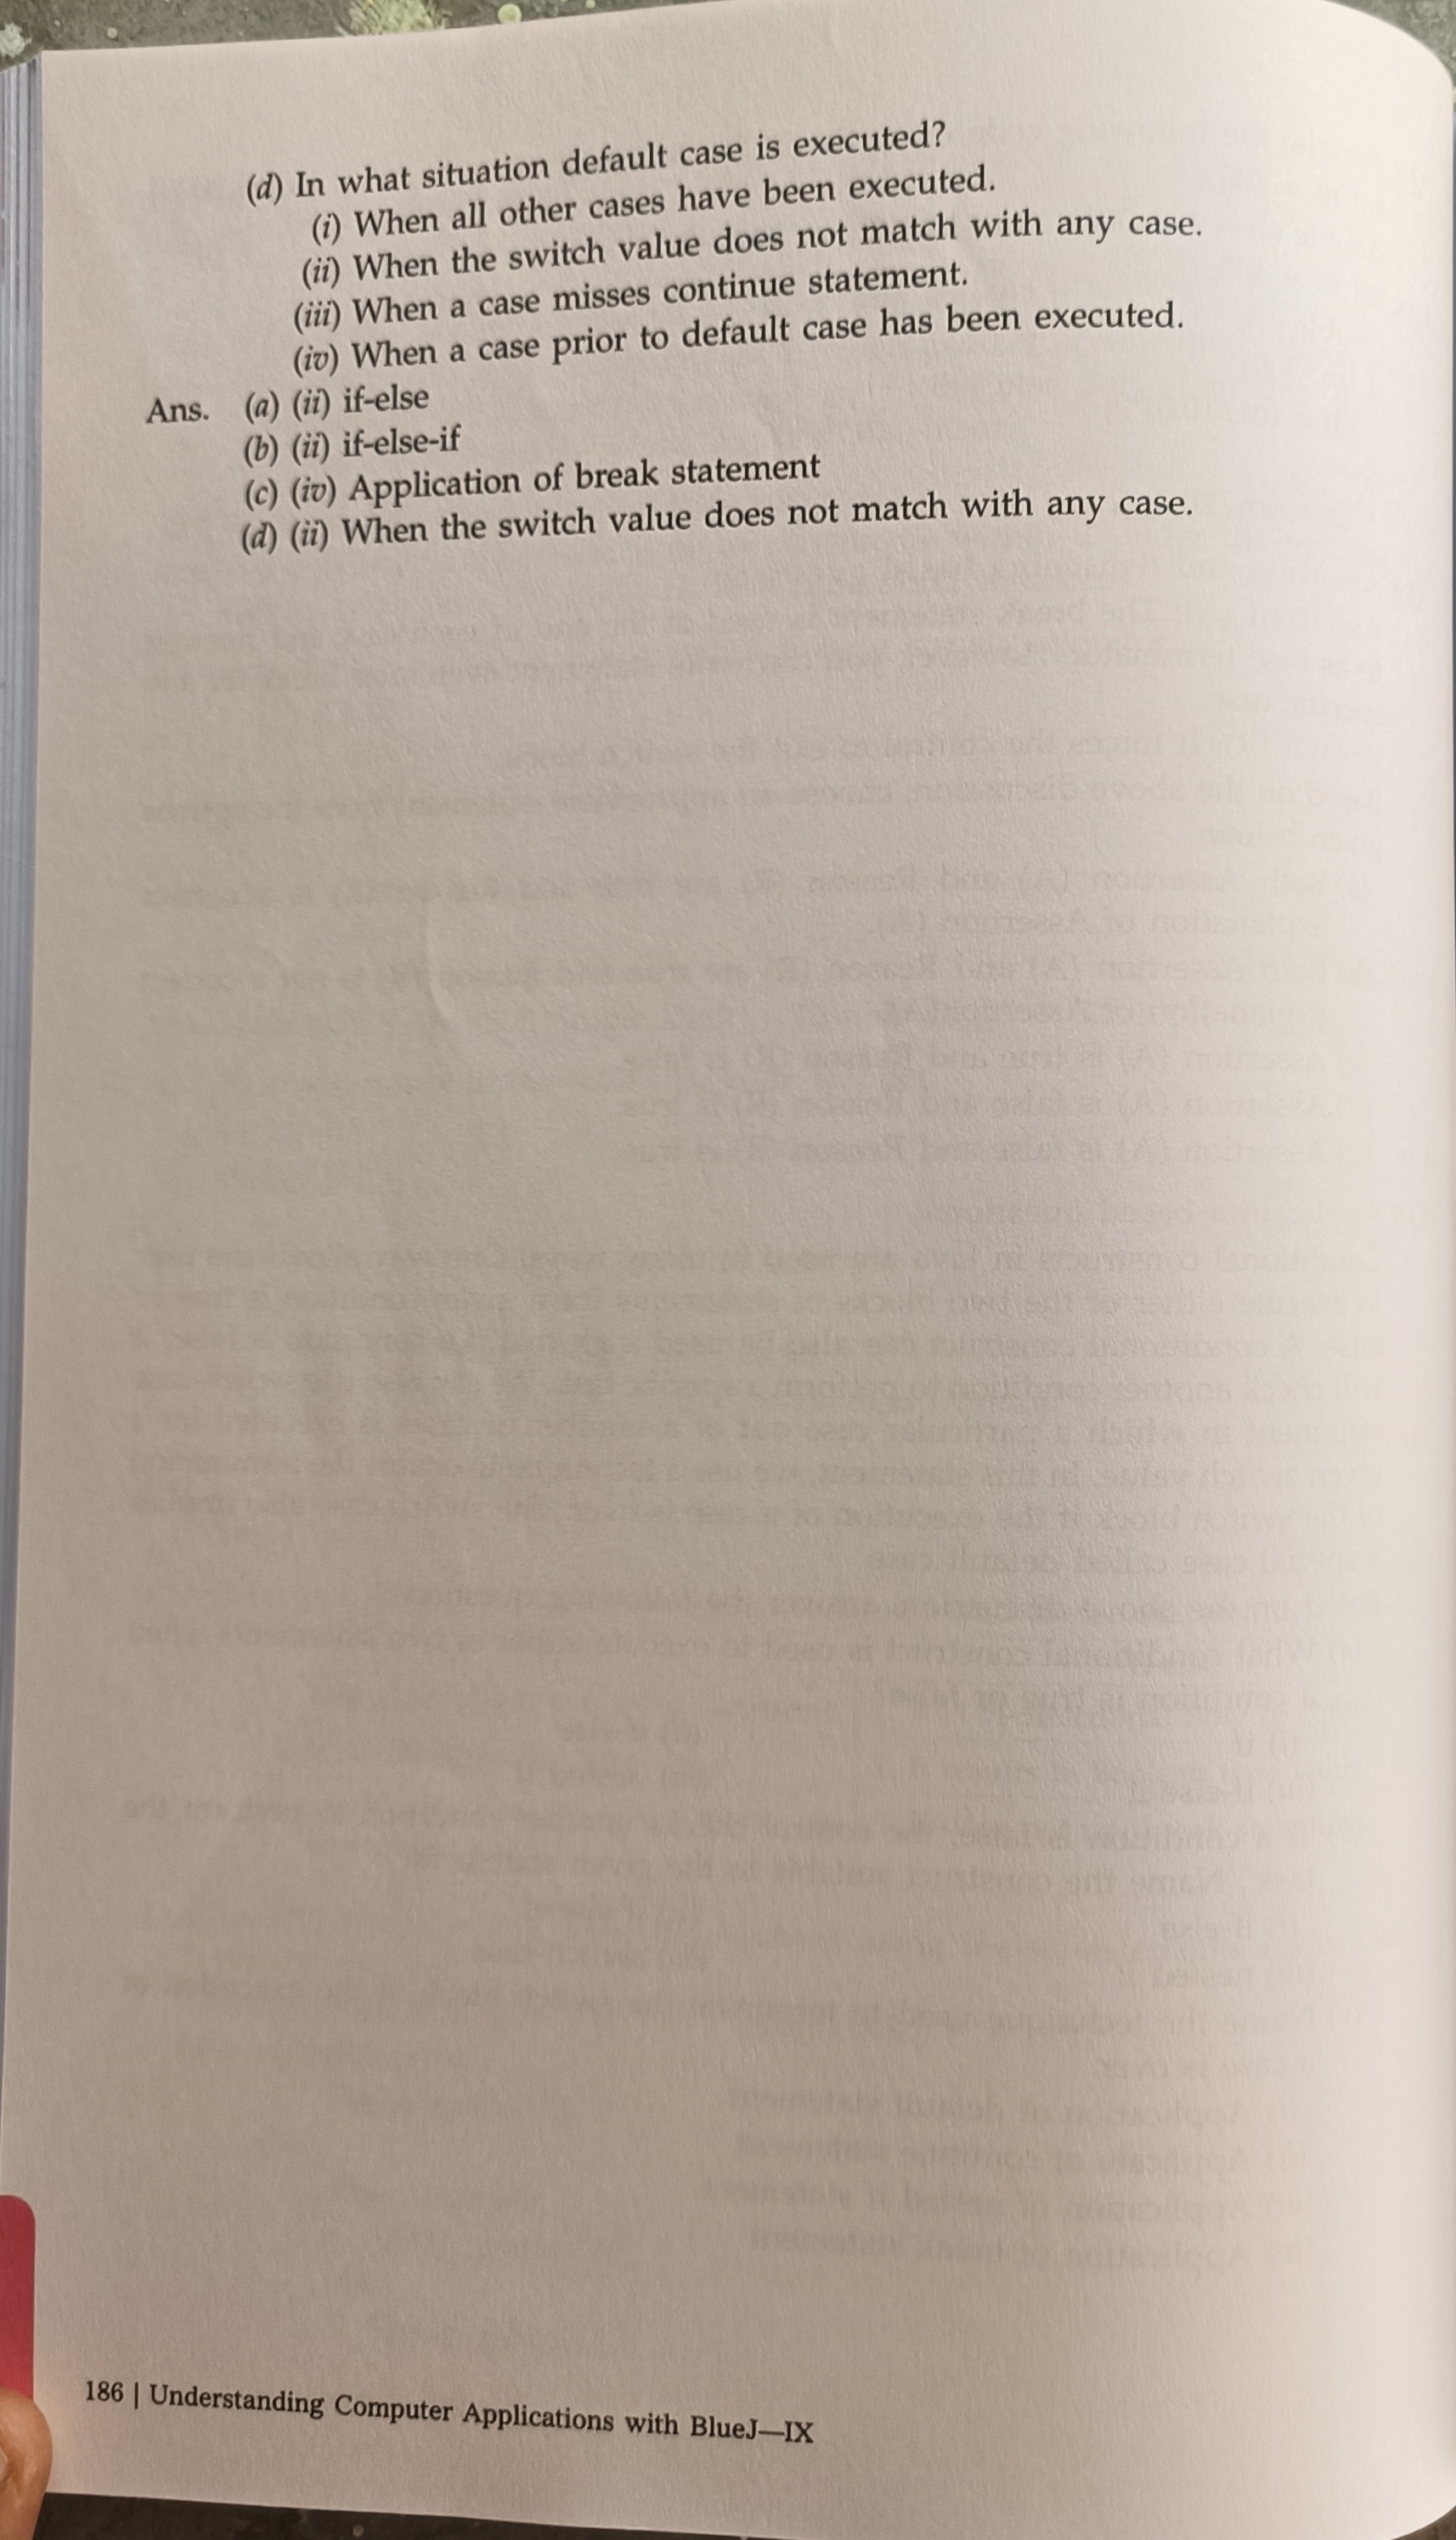 (d) In what situation default case is executed?
(i) When all other cases have been executed.
(ii) When the switch value does not match with any case.
(iii) When a case misses continue statement.
(iv) When a case prior to default case has been executed.
Ans. (a) (ii) if-else
(b) (ii) if-else-if
(c) (iv) Application of break statement
(d) (ii) When the switch value does not match with any case.
186 | Understanding Computer Applications with BlueJ—IX